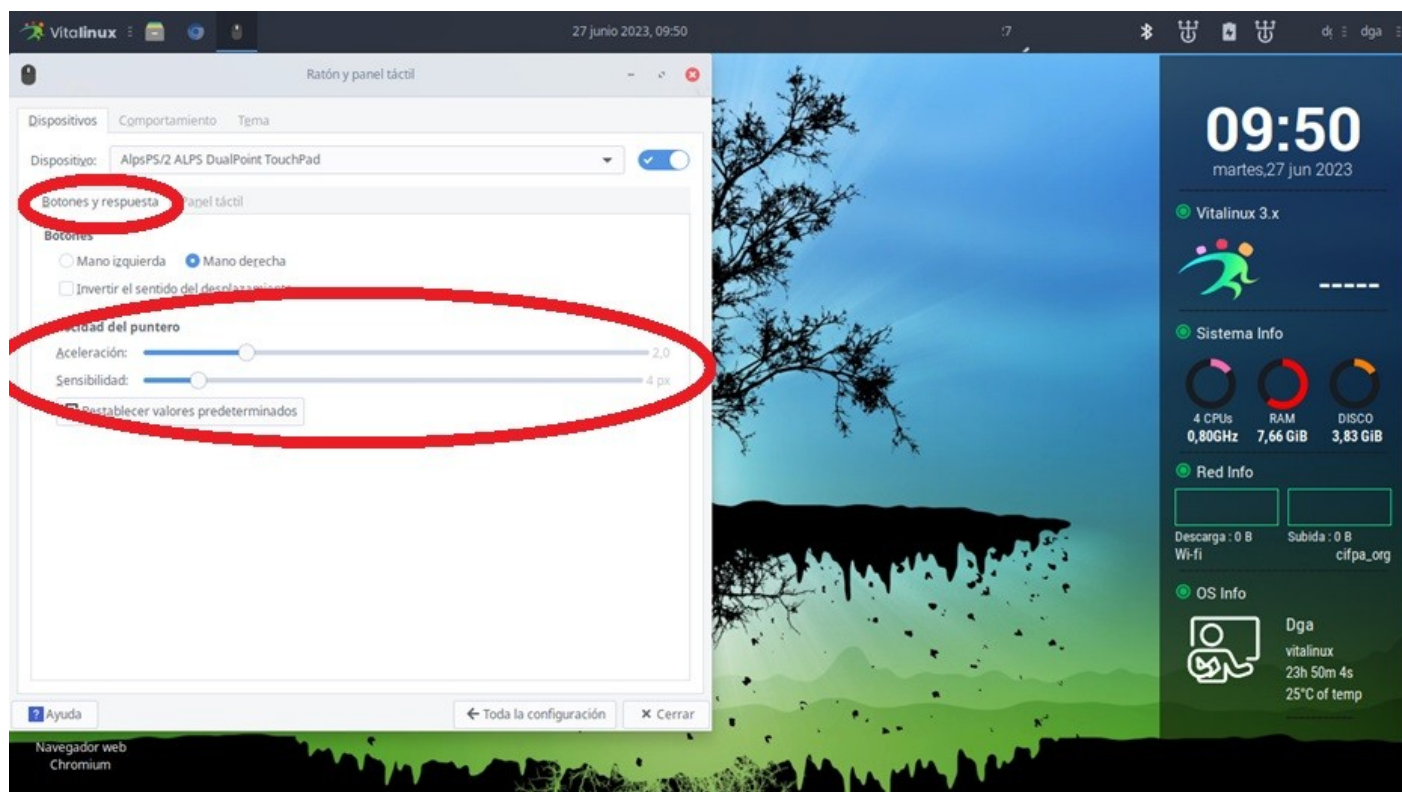 Vitalinux
27 junio 2023, 09:50
:7
dga
Ratón y panel táctil
Dispositivos Comportamiento Tema
Dispositivo: AlpsPS/2 ALPS DualPoint TouchPad
Botones y respuesta Panel táctil
Botones
Mano izquierda Mano derecha
Invertir el sentido del desplazamiento
Velocidad del puntero
Aceleración: 2,0
Sensibilidad: 4 px
Restablecer valores predeterminados
? Ayuda
Toda la configuración
Cerrar
Navegador web
Chromium
09:50
martes,27 jun 2023
Vitalinux 3.x
-----
Sistema Info
4 CPUs RAM DISCO
0,80GHz 7,66 GiB 3,83 GiB
Red Info
Descarga : 0 B Subida : 0 B
Wi-fi cifpa_org
OS Info
Dga
vitalinux
23h 50m 4s
25°C of temp